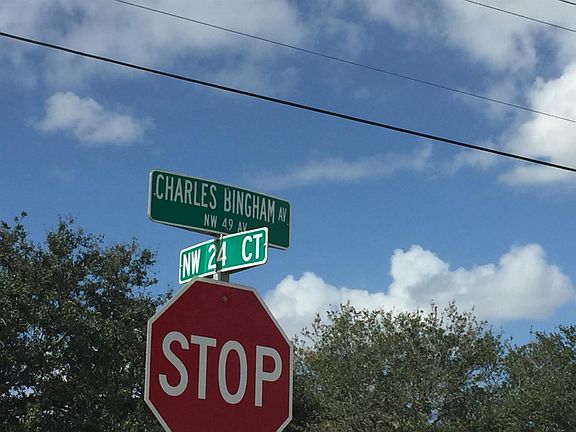 CHARLES BINGHAM AV
NW 49 AV
NW 24 CT
STOP